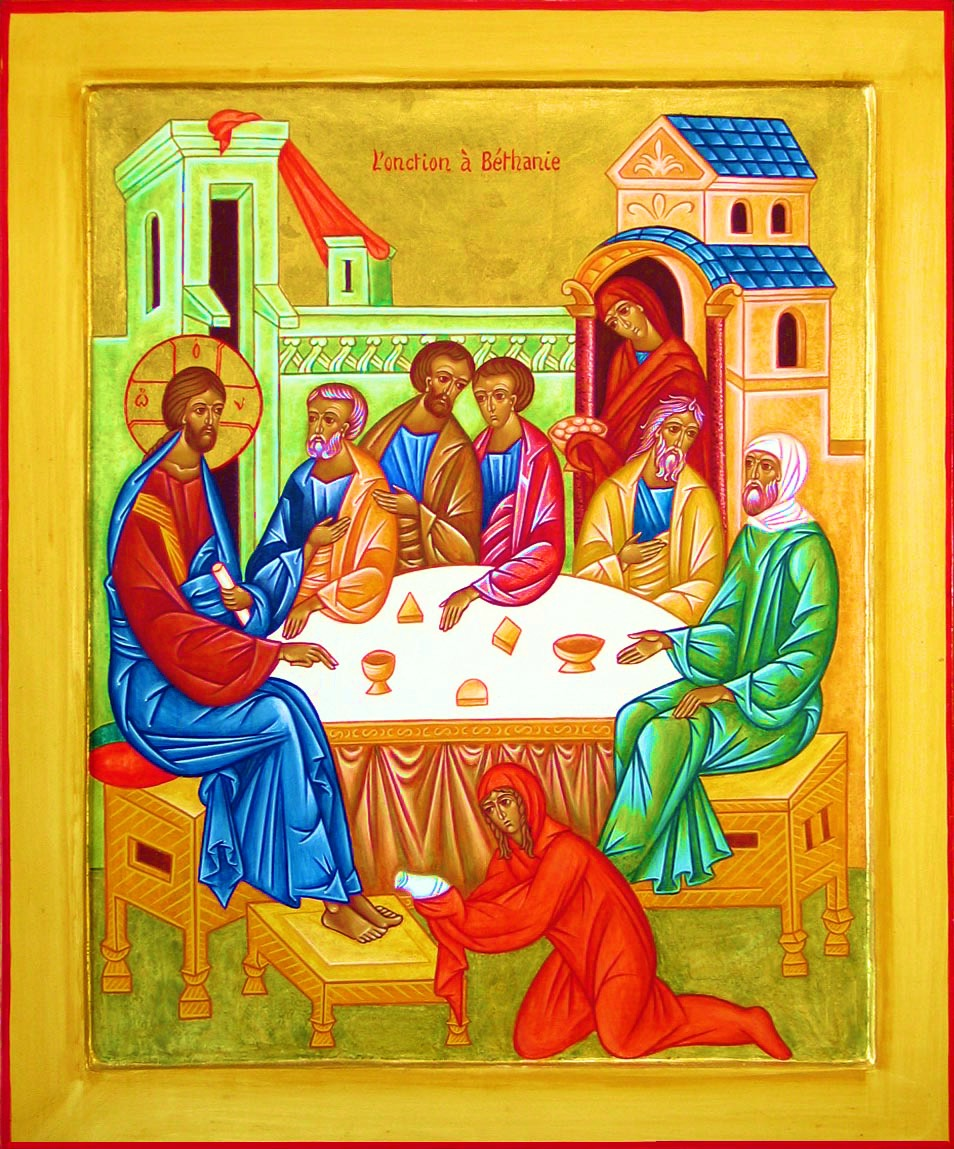 L'onction à Béthanie
ὁ
ὤ ν